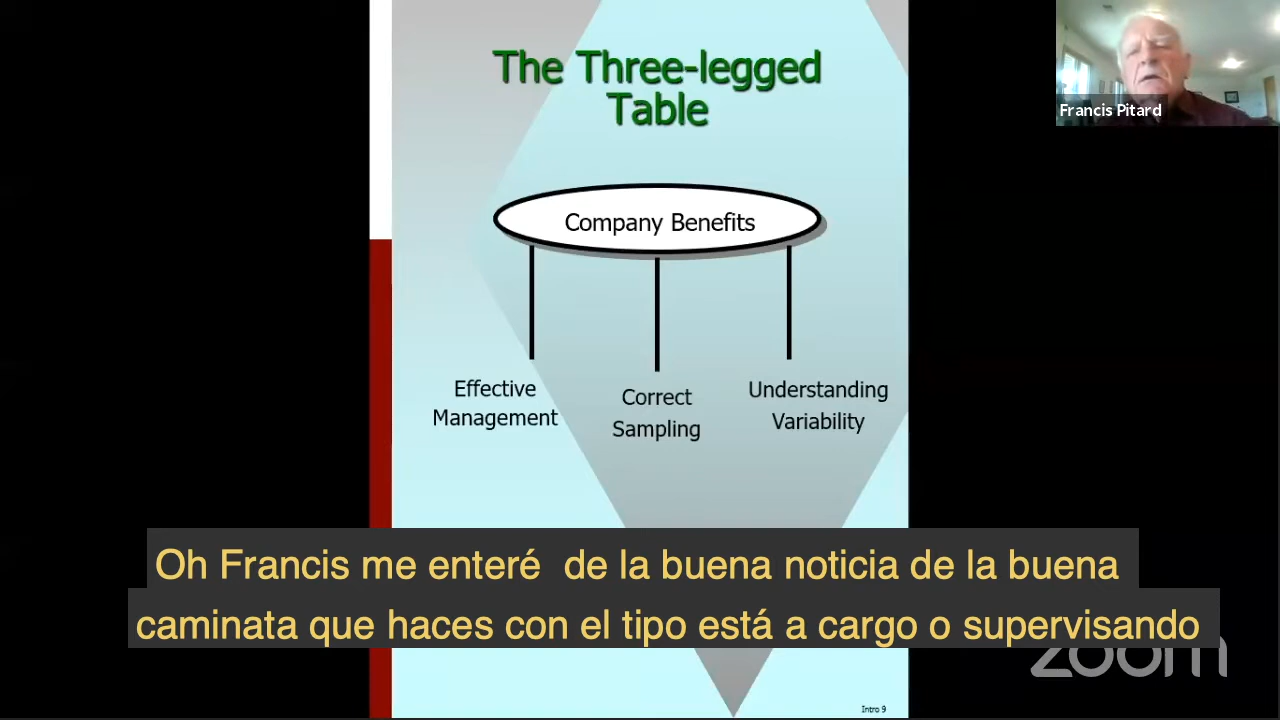 The Three-legged
Table
Francis Pitard
Company Benefits
Effective
Management
Correct
Sampling
Understanding
Variability
Oh Francis me enteré  de la buena noticia de la buena
caminata que haces con el tipo está a cargo o supervisando
zoom
Intro 9